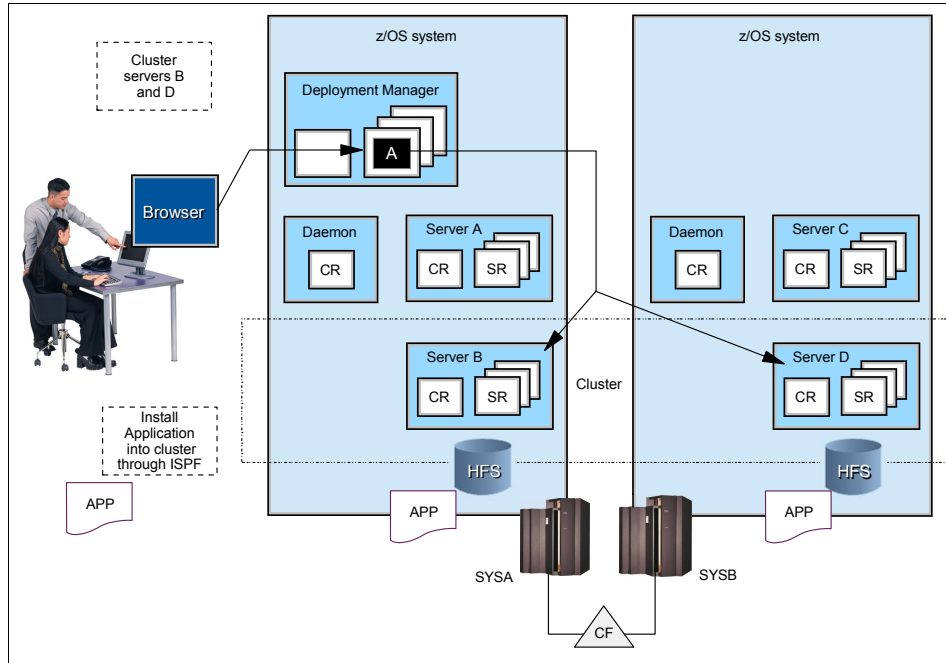 z/OS system
z/OS system
Cluster
servers B
and D
Deployment Manager
A
Browser
Daemon
CR
Server A
CR
SR
Daemon
CR
Server C
CR
SR
Server B
CR
SR
Cluster
Server D
CR
SR
Install
Application
into cluster
through ISPF
HFS
HFS
APP
APP
APP
SYSA
SYSB
CF